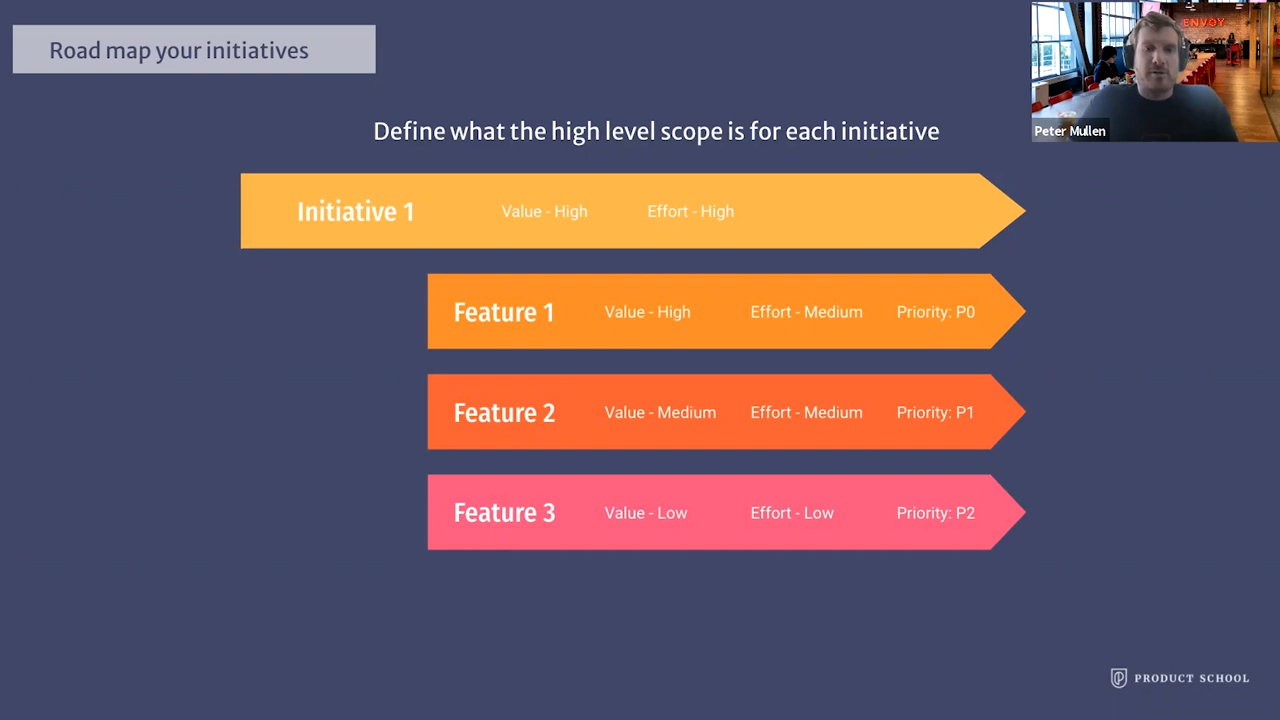 Road map your initiatives
ENVOY
Peter Mullen
Define what the high level scope is for each initiative
Initiative 1 Value - High Effort - High
Feature 1 Value - High Effort - Medium Priority: P0
Feature 2 Value - Medium Effort - Medium Priority: P1
Feature 3 Value - Low Effort - Low Priority: P2
PRODUCT SCHOOL